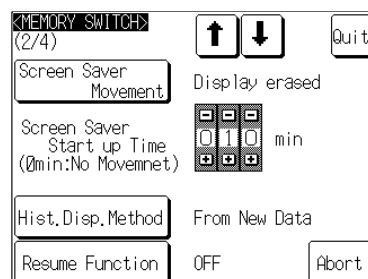 <MEMORY SWITCH>
(2/4)
Quit
Screen Saver
Movement
Display erased
Screen Saver
Start up Time
(0min:No Movemnet)
010 min
Hist.Disp.Method
From New Data
Resume Function
OFF
Abort